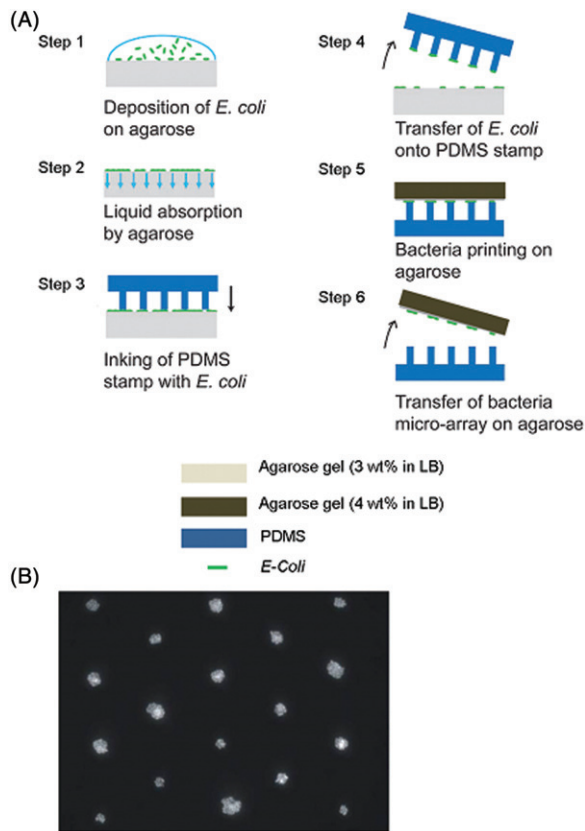 (A)
Step 1
Deposition of E. coli
on agarose
Step 2
Liquid absorption
by agarose
Step 3
Inking of PDMS
stamp with E. coli
Step 4
Transfer of E. coli
onto PDMS stamp
Step 5
Bacteria printing on
agarose
Step 6
Transfer of bacteria
micro-array on agarose
Agarose gel (3 wt% in LB)
Agarose gel (4 wt% in LB)
PDMS
E-Coli
(B)